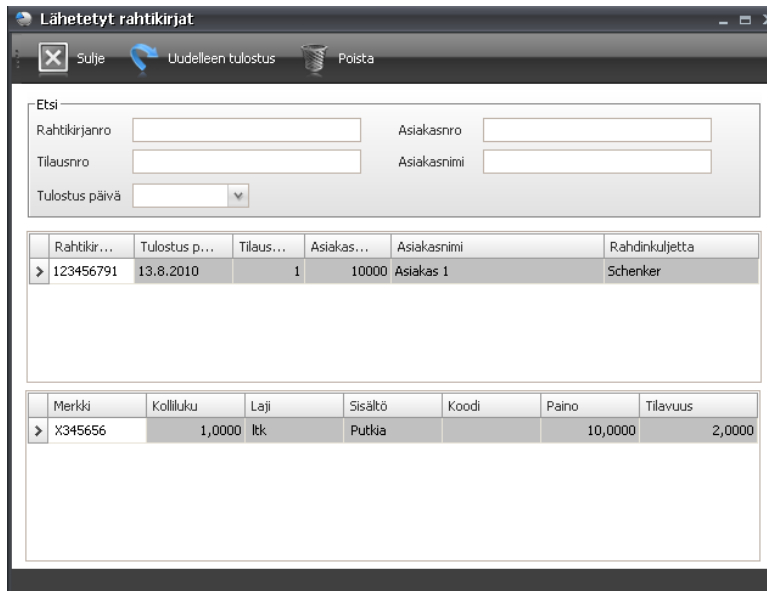 Lähetetyt rahtikirjat
Sulje Uudelleen tulostus Poista
Etsi
Rahtikirjanro Asiakasnro
Tilausnro Asiakasnimi
Tulostus päivä
Rahtikir... Tulostus p... Tilaus... Asiakas... Asiakasnimi Rahdinkuljetta
123456791 13.8.2010 1 10000 Asiakas 1 Schenker
Merkki Kolliluku Laji Sisältö Koodi Paino Tilavuus
X345656 1,0000 ltk Putkia 10,0000 2,0000